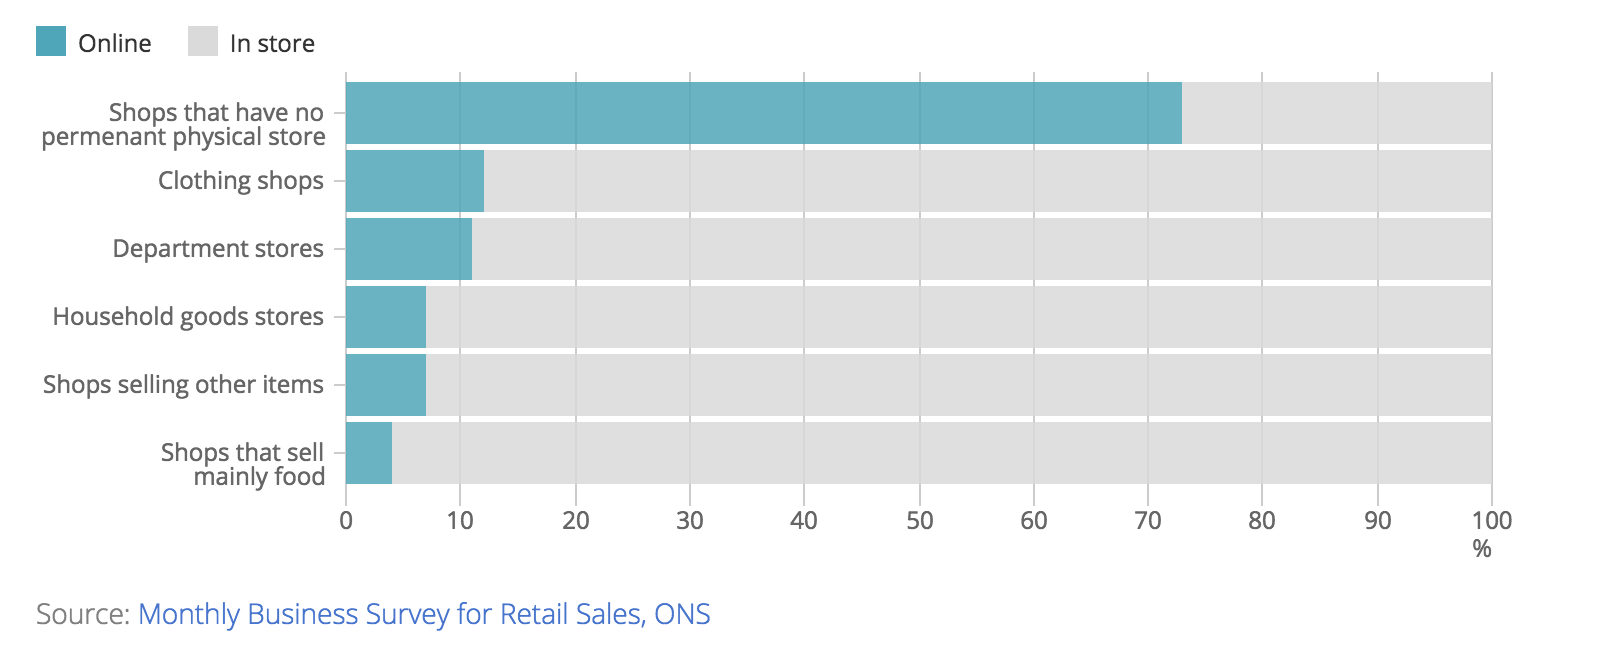 Online
In store
Shops that have no
permenant physical store
Clothing shops
Department stores
Household goods stores
Shops selling other items
Shops that sell
mainly food
0 10 20 30 40 50 60 70 80 90 100
%
Source: Monthly Business Survey for Retail Sales, ONS